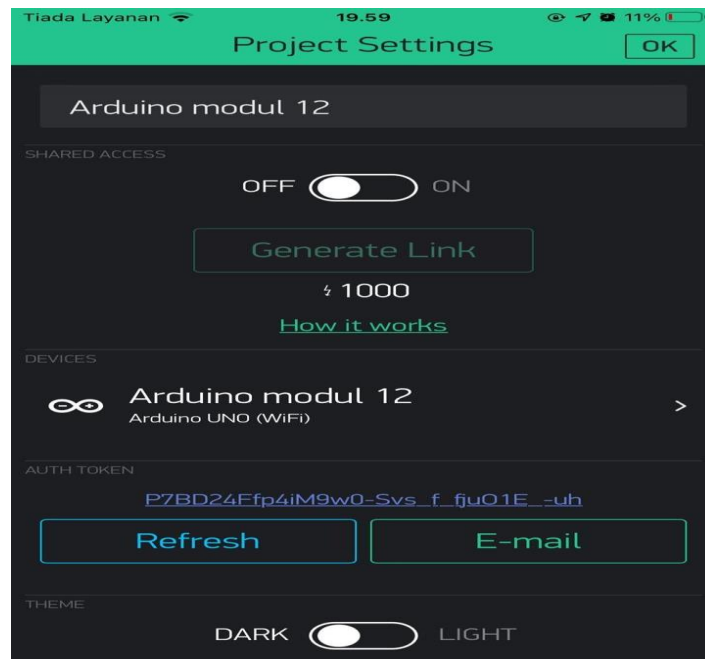 Tiada Layanan 19.59 11%
Project Settings OK
Arduino modul 12
SHARED ACCESS
OFF ON
Generate Link
1000
How it works
DEVICES
Arduino modul 12
Arduino UNO (WiFi)
>
AUTH TOKEN
P7BD24Ffp4iM9w0-Svs_f_fjuO1E_-uh
Refresh E-mail
THEME
DARK LIGHT